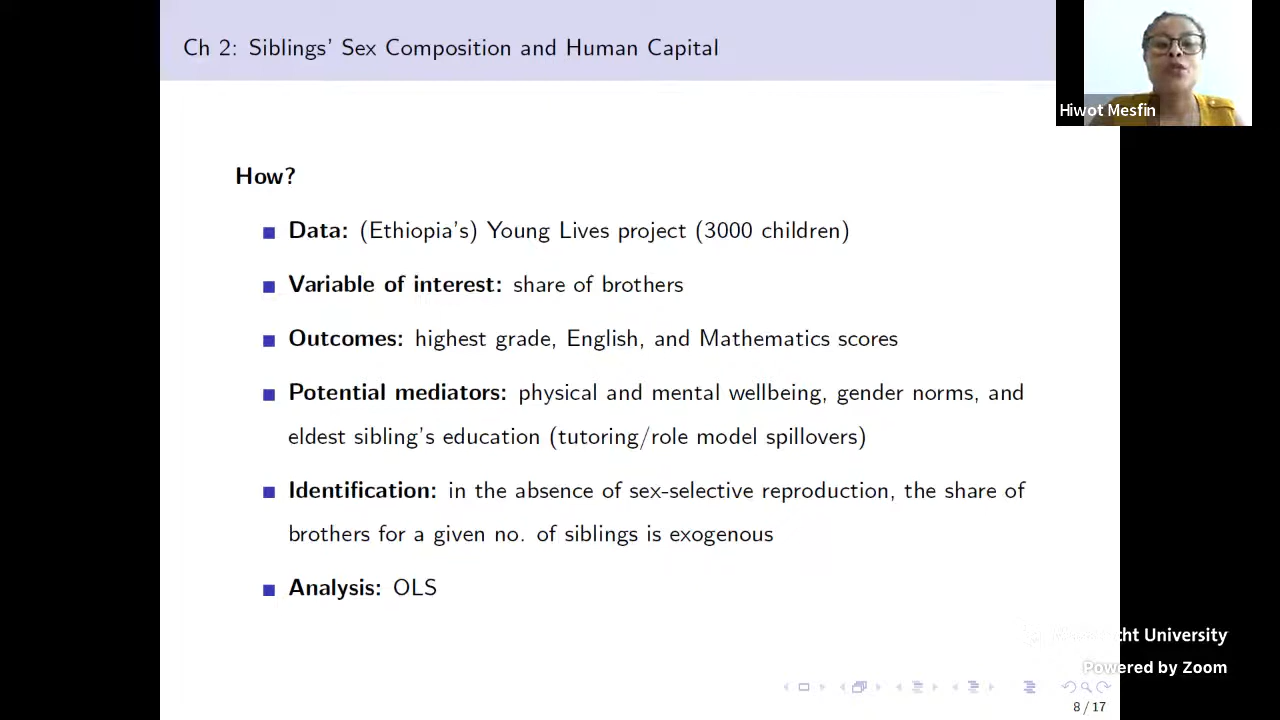 Ch 2: Siblings' Sex Composition and Human Capital
Hiwot Mesfin
How?
Data: (Ethiopia's) Young Lives project (3000 children)
Variable of interest: share of brothers
Outcomes: highest grade, English, and Mathematics scores
Potential mediators: physical and mental wellbeing, gender norms, and
eldest sibling's education (tutoring/role model spillovers)
Identification: in the absence of sex-selective reproduction, the share of
brothers for a given no. of siblings is exogenous
Analysis: OLS
University
Powered by Zoom
8 / 17